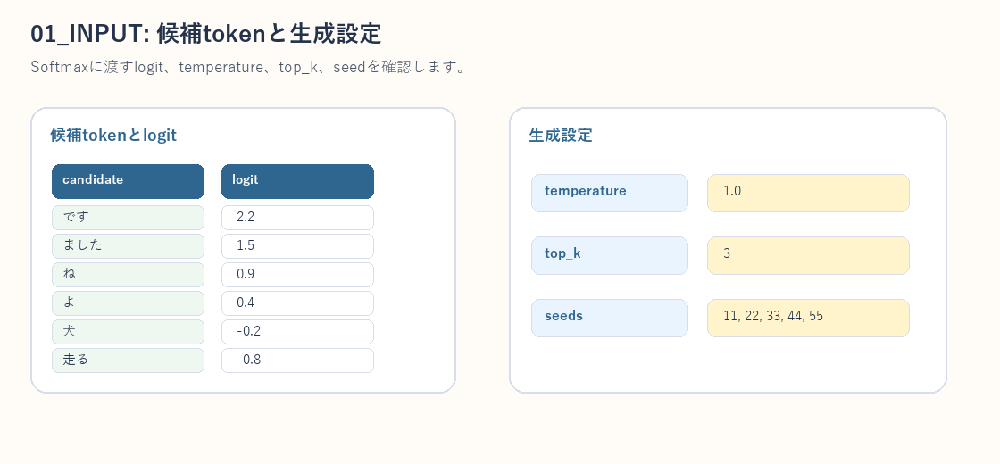 01_INPUT: 候補tokenと生成設定
Softmaxに渡すlogit、temperature、top_k、seedを確認します。
候補tokenとlogit
candidate logit
です 2.2
ました 1.5
ね 0.9
よ 0.4
犬 -0.2
走る -0.8
生成設定
temperature 1.0
top_k 3
seeds 11, 22, 33, 44, 55